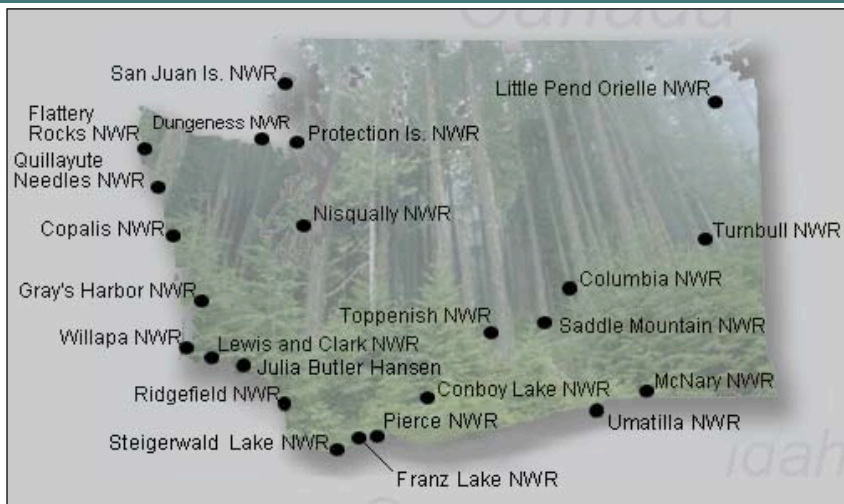 Canada
San Juan Is. NWR
Little Pend Orielle NWR
Flattery
Rocks NWR
Dungeness NWR
Protection Is. NWR
Quillayute
Needles NWR
Nisqually NWR
Copalis NWR
Turnbull NWR
Columbia NWR
Gray's Harbor NWR
Toppenish NWR
Saddle Mountain NWR
Willapa NWR
Lewis and Clark NWR
Julia Butler Hansen
Ridgefield NWR
Conboy Lake NWR
McNary NWR
Umatilla NWR
Pierce NWR
Steigerwald Lake NWR
Franz Lake NWR
idah